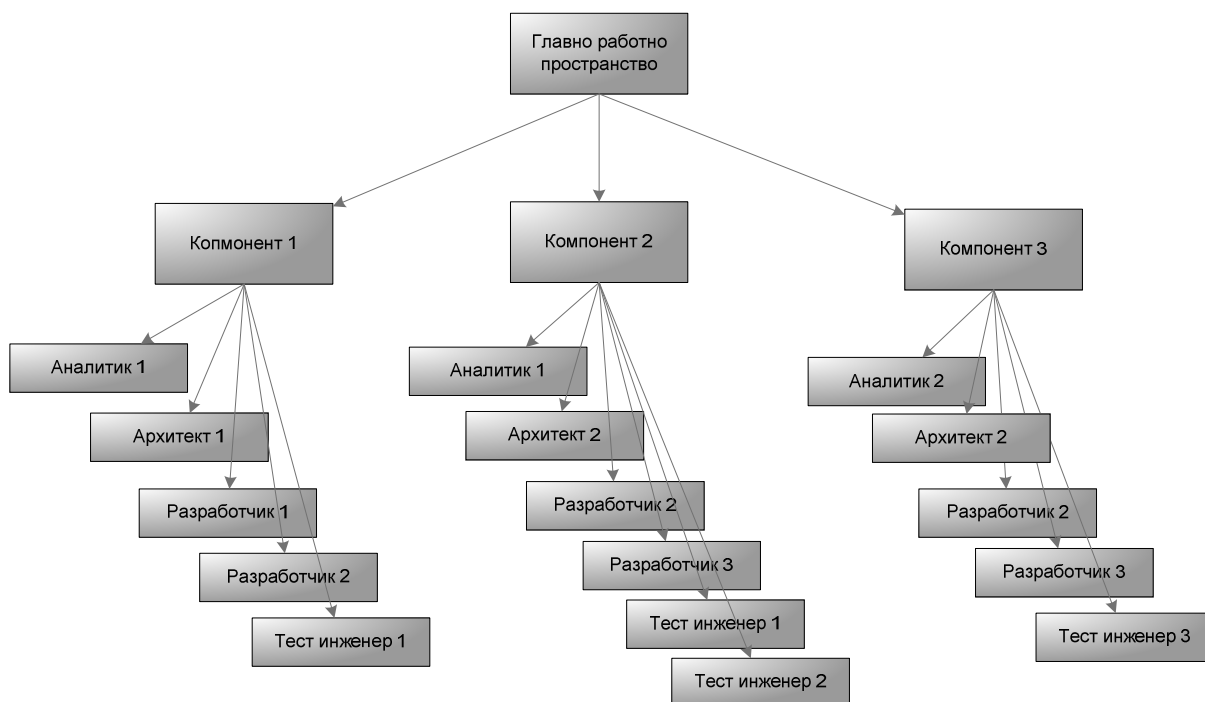 Главно работно
пространство
Копмонент 1
Компонент 2
Компонент 3
Аналитик 1
Архитект 1
Разработчик 1
Разработчик 2
Тест инженер 1
Аналитик 1
Архитект 2
Разработчик 2
Разработчик 3
Тест инженер 1
Тест инженер 2
Аналитик 2
Архитект 2
Разработчик 2
Разработчик 3
Тест инженер 3